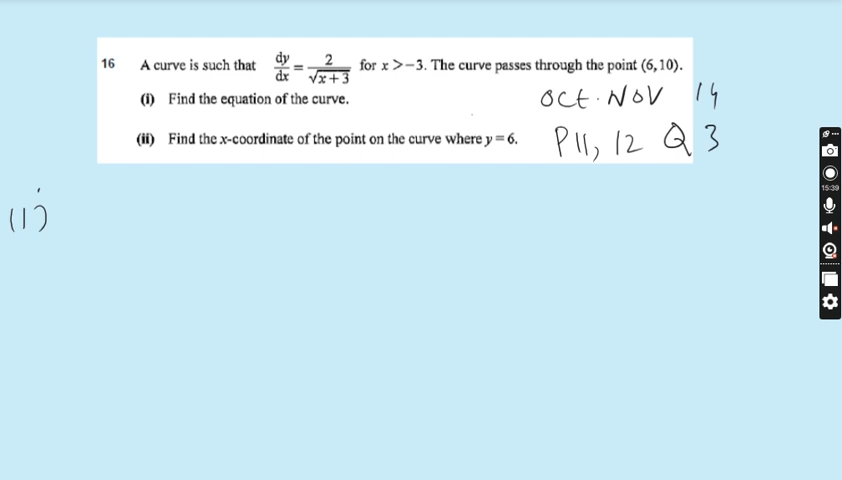 16 A curve is such that dy/dx = 2/√x+3 for x >−3. The curve passes through the point (6,10).
(i) Find the equation of the curve. Oct. Nov 14
(ii) Find the x-coordinate of the point on the curve where y = 6. P11, 12 Q 3
(i)
15:39